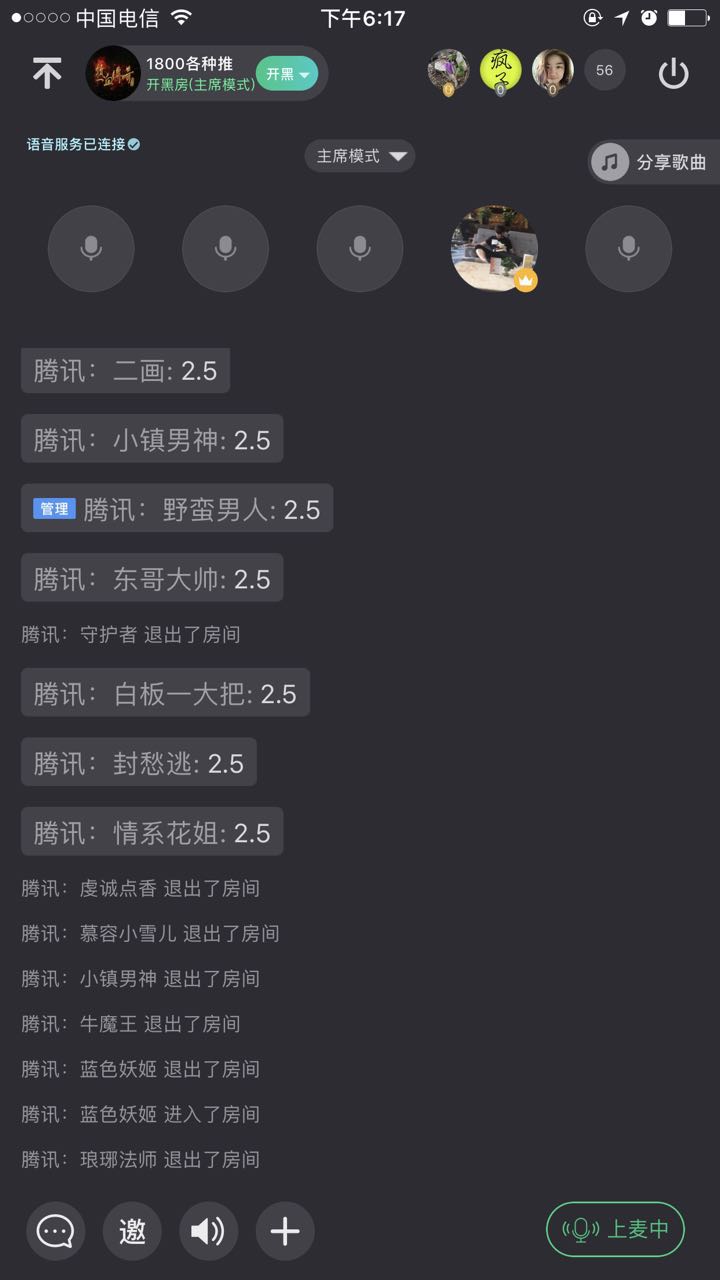 中国电信 下午6:17
1800各种推
开黑房(主席模式) 开黑
疯子
56
语音服务已连接
主席模式
分享歌曲
腾讯：二画: 2.5
腾讯：小镇男神: 2.5
管理 腾讯：野蛮男人: 2.5
腾讯：东哥大帅: 2.5
腾讯：守护者 退出了房间
腾讯：白板一大把: 2.5
腾讯：封愁逃: 2.5
腾讯：情系花姐: 2.5
腾讯：虔诚点香 退出了房间
腾讯：慕容小雪儿 退出了房间
腾讯：小镇男神 退出了房间
腾讯：牛魔王 退出了房间
腾讯：蓝色妖姬 退出了房间
腾讯：蓝色妖姬 进入了房间
腾讯：琅琊法师 退出了房间
邀 上麦中